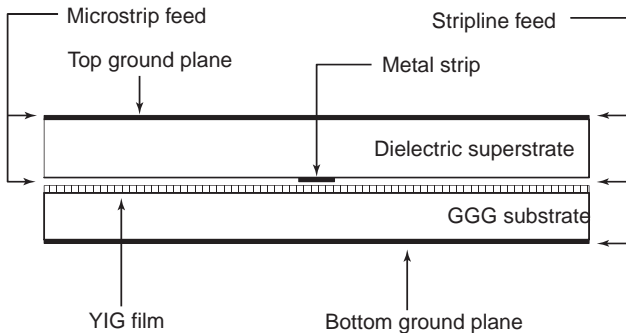 Microstrip feed
Stripline feed
Top ground plane
Metal strip
Dielectric superstrate
GGG substrate
YIG film
Bottom ground plane